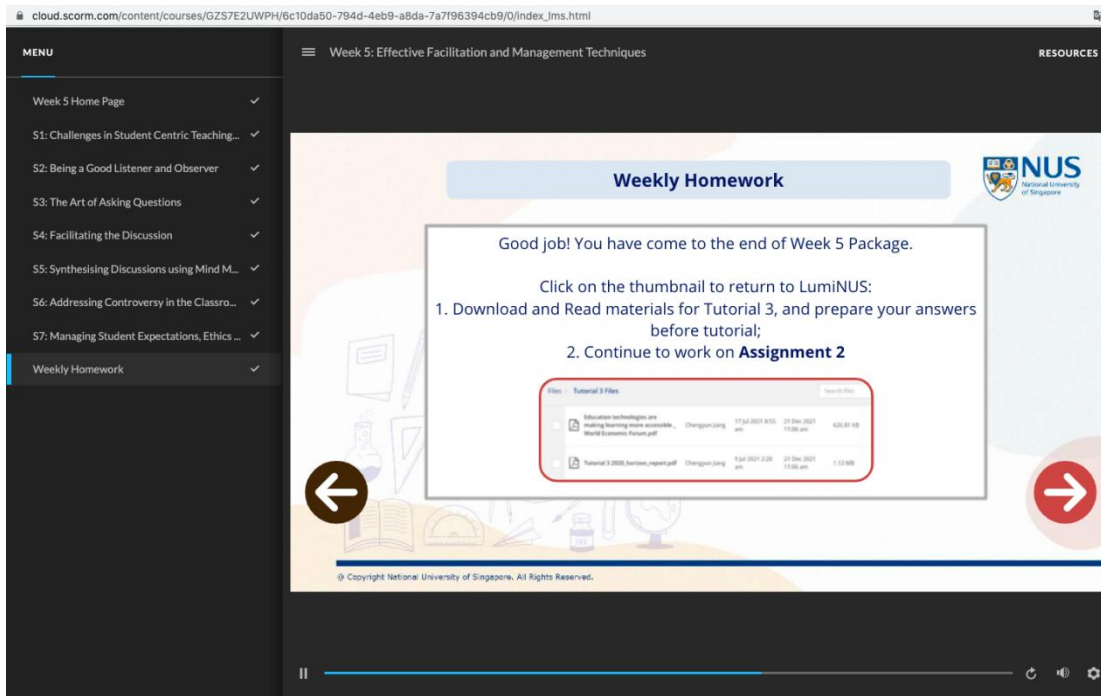 cloud.scorm.com/content/courses/GZS7E2UWPH/6c10da50-794d-4eb9-a8da-7a7f96394cb9/0/index_lms.html
MENU
Week 5: Effective Facilitation and Management Techniques
RESOURCES
Week 5 Home Page
S1: Challenges in Student Centric Teaching...
S2: Being a Good Listener and Observer
S3: The Art of Asking Questions
S4: Facilitating the Discussion
S5: Synthesising Discussions using Mind M...
S6: Addressing Controversy in the Classro...
S7: Managing Student Expectations, Ethics ...
Weekly Homework
Weekly Homework
NUS
National University
of Singapore
Good job! You have come to the end of Week 5 Package.
Click on the thumbnail to return to LumiNUS:
1. Download and Read materials for Tutorial 3, and prepare your answers
before tutorial;
2. Continue to work on Assignment 2
Files > Tutorial 3 Files
Search files
Education technologies are
making learning more accessible _
World Economic Forum.pdf
Chengyun Jiang
17 Jul 2021 8:55
am
21 Dec 2021
11:06 am
Tutorial 3 2020_horizon_report.pdf
Chengyun Jiang
9 Jul 2021 2:26
am
21 Dec 2021
11:06 am
1.12 MB
INK
@ Copyright National University of Singapore. All Rights Reserved.